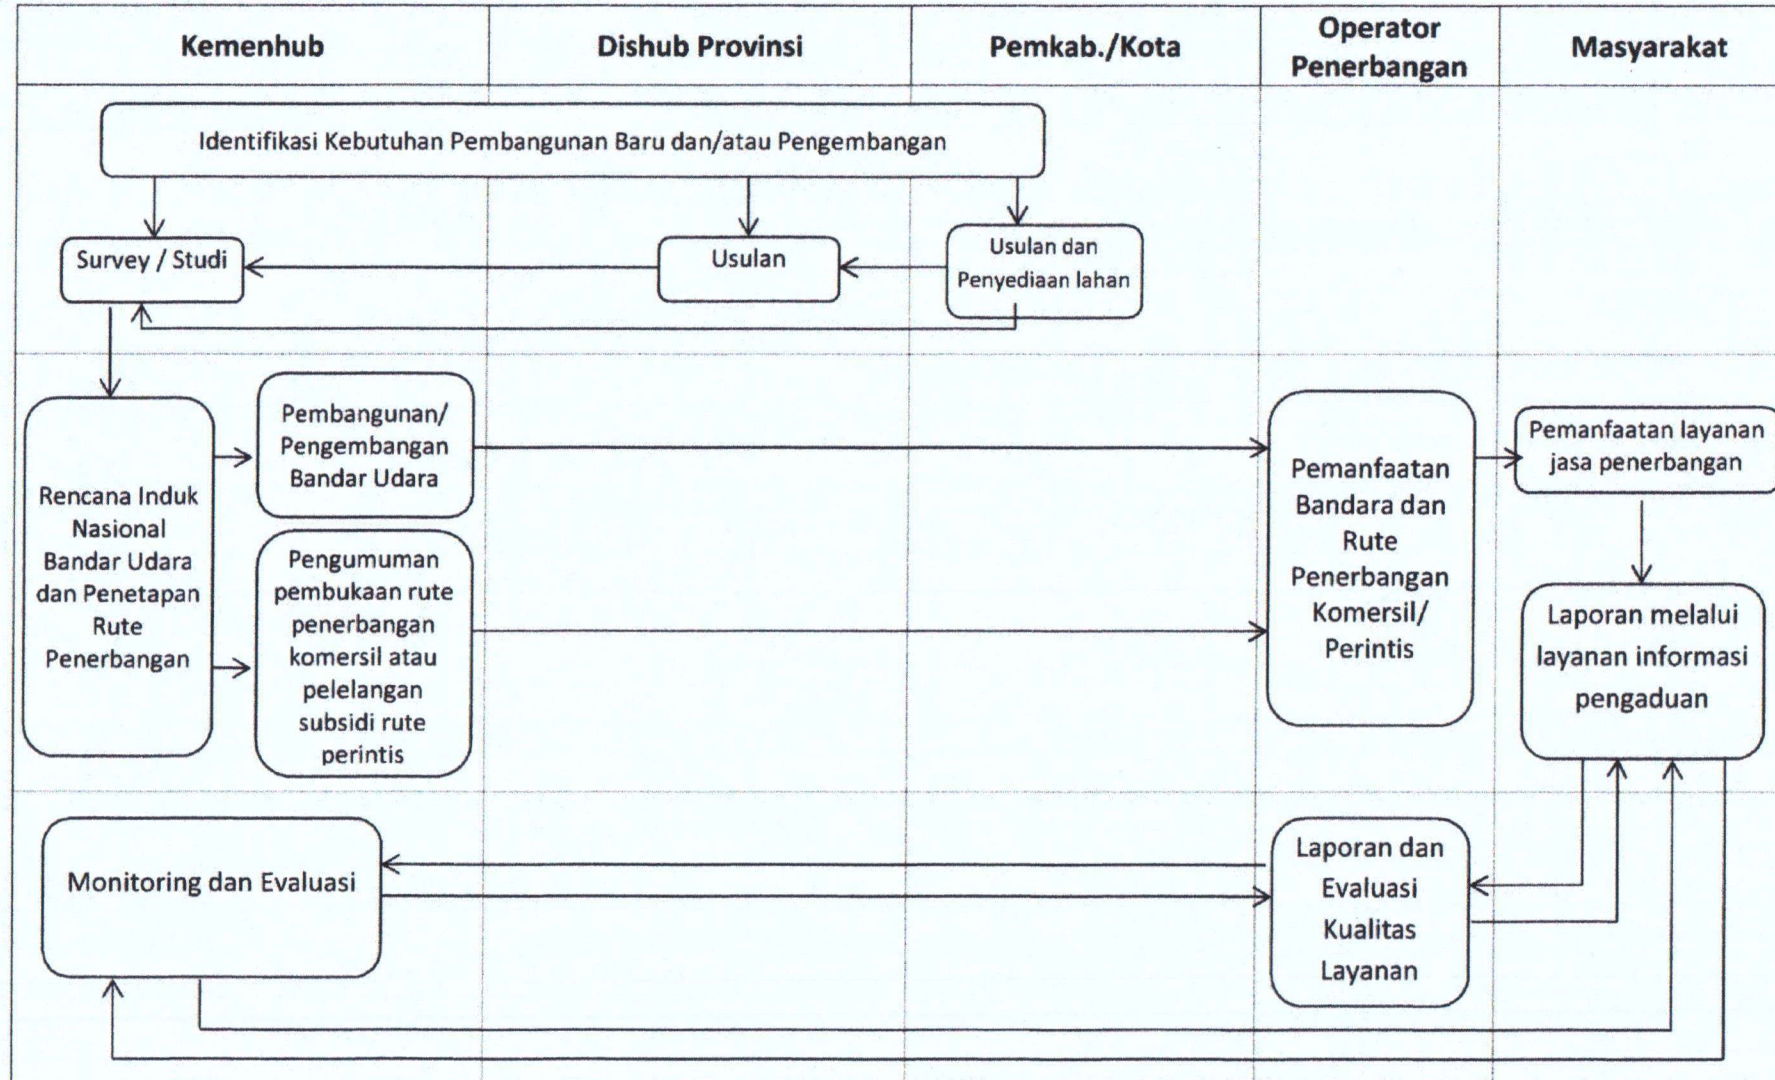 Kemenhub
Dishub Provinsi
Pemkab./Kota
Operator
Penerbangan
Masyarakat
Identifikasi Kebutuhan Pembangunan Baru dan/atau Pengembangan
Survey / Studi
Usulan
Usulan dan
Penyediaan lahan
Rencana Induk
Nasional
Bandar Udara
dan Penetapan
Rute
Penerbangan
Pembangunan/
Pengembangan
Bandar Udara
Pengumuman
pembukaan rute
penerbangan
komersil atau
pelelangan
subsidi rute
perintis
Pemanfaatan
Bandara dan
Rute
Penerbangan
Komersil/
Perintis
Pemanfaatan layanan
jasa penerbangan
Laporan melalui
layanan informasi
pengaduan
Monitoring dan Evaluasi
Laporan dan
Evaluasi
Kualitas
Layanan